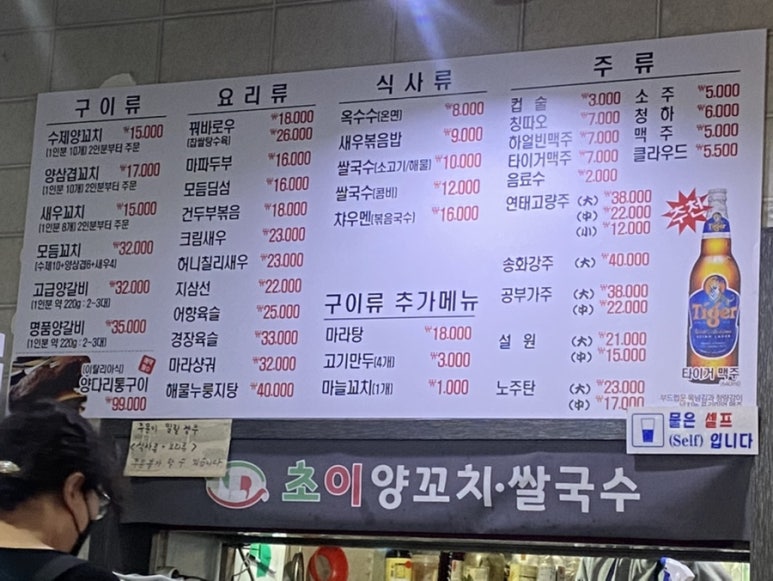 구이류
수제양꼬치 ₩15.000
(1인분 10개) 2인분부터 주문
양삼겹꼬치 ₩17.000
(1인분 10개) 2인분부터 주문
새우꼬치 ₩15.000
(1인분 8개) 2인분부터 주문
모듬꼬치 ₩32.000
(수제10+양삼겹6+새우4)
고급양갈비 ₩32.000
(1인분 약 220g : 2~3대)
명품양갈비 ₩35.000
(1인분 약 220g : 2~3대)
(이탈리아식)
양다리통구이
₩99.000
요리류
꿔바로우 ₩18.000
(찹쌀탕수육) ₩26.000
마파두부 ₩16.000
모듬딤섬 ₩16.000
건두부볶음 ₩18.000
크림새우 ₩23.000
허니칠리새우 ₩23.000
지삼선 ₩22.000
어향육슬 ₩25.000
경장육슬 ₩33.000
마라샹궈 ₩32.000
해물누룽지탕 ₩40.000
식사류
옥수수(온면) ₩8.000
새우볶음밥 ₩9.000
쌀국수(소고기/해물) ₩10.000
쌀국수(콤비) ₩12.000
챠우멘(볶음국수) ₩16.000
구이류 추가메뉴
마라탕 ₩18.000
고기만두(4개) ₩3.000
마늘꼬치(1개) ₩1.000
주류
컵술 ₩3.000
칭따오 ₩7.000
하얼빈맥주 ₩7.000
타이거맥주 ₩7.000
음료수 ₩2.000
소주 ₩5.000
청하 ₩6.000
맥주 ₩5.000
클라우드 ₩5.500
연태고량주 (大) ₩38.000
(中) ₩22.000
(小) ₩12.000
송화강주 (大) ₩40.000
공부가주 (大) ₩38.000
(中) ₩22.000
설원 (大) ₩21.000
(中) ₩15.000
노주탄 (大) ₩23.000
(中) ₩17.000
추천
Tiger
Tiger
타이거 맥주
물은 셀프
(Self) 입니다
주문이 밀릴 경우
<식사류 - 요리류>
초이양꼬치·쌀국수